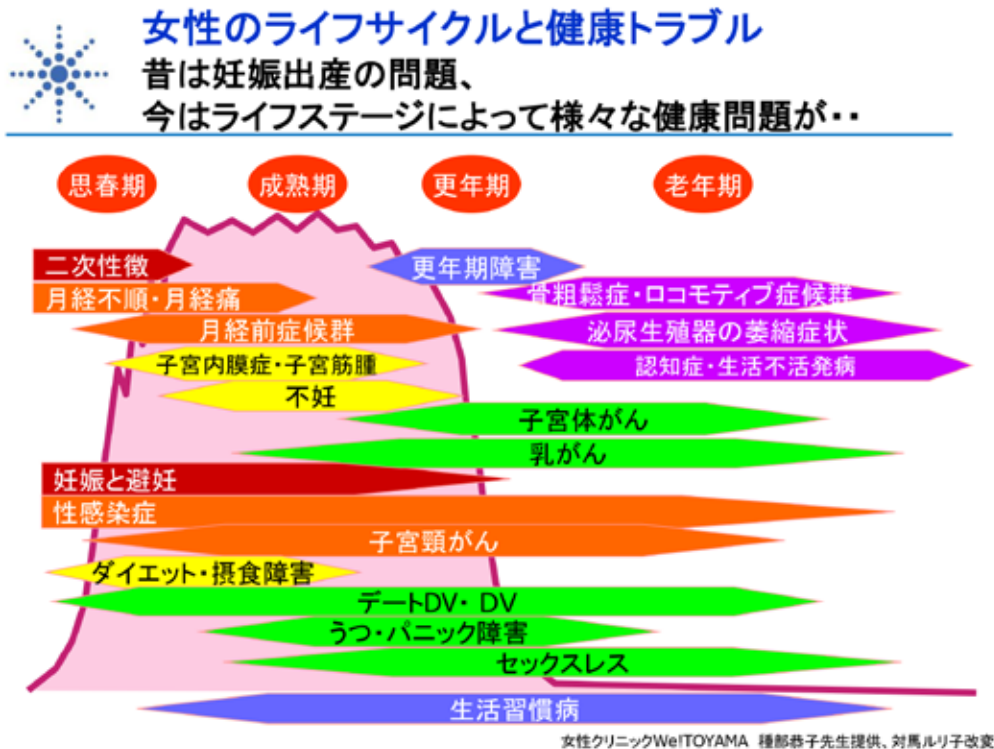 女性のライフサイクルと健康トラブル
昔は妊娠出産の問題、
今はライフステージによって様々な健康問題が・・
思春期
成熟期
更年期
老年期
二次性徴
更年期障害
月経不順・月経痛
骨粗鬆症・ロコモティブ症候群
月経前症候群
泌尿生殖器の萎縮症状
子宮内膜症・子宮筋腫
認知症・生活不活発病
不妊
子宮体がん
乳がん
妊娠と避妊
性感染症
子宮頸がん
ダイエット・摂食障害
デートDV・ DV
うつ・パニック障害
セックスレス
生活習慣病
女性クリニックWe!TOYAMA 種部恭子先生提供、対馬ルリ子改変